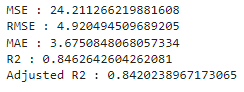 MSE : 24.211266219881608
RMSE : 4.920494509689205
MAE : 3.6750848068057334
R2 : 0.8462642604262081
Adjusted R2 : 0.8420238967173065